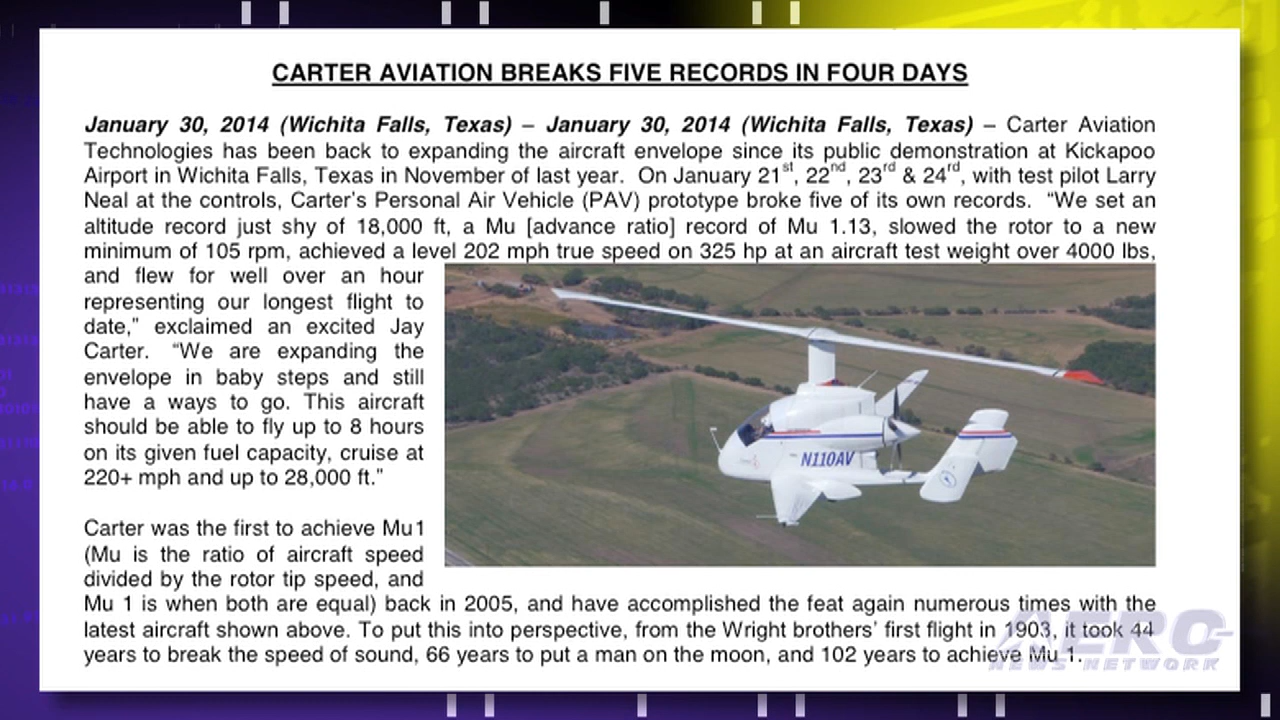 CARTER AVIATION BREAKS FIVE RECORDS IN FOUR DAYS
January 30, 2014 (Wichita Falls, Texas) – January 30, 2014 (Wichita Falls, Texas) – Carter Aviation
Technologies has been back to expanding the aircraft envelope since its public demonstration at Kickapoo
Airport in Wichita Falls, Texas in November of last year. On January 21st, 22nd, 23rd & 24rd, with test pilot Larry
Neal at the controls, Carter's Personal Air Vehicle (PAV) prototype broke five of its own records. "We set an
altitude record just shy of 18,000 ft, a Mu [advance ratio] record of Mu 1.13, slowed the rotor to a new
minimum of 105 rpm, achieved a level 202 mph true speed on 325 hp at an aircraft test weight over 4000 lbs,
and flew for well over an hour
representing our longest flight to
date," exclaimed an excited Jay
Carter. "We are expanding the
envelope in baby steps and still
have a ways to go. This aircraft
should be able to fly up to 8 hours
on its given fuel capacity, cruise at
220+ mph and up to 28,000 ft."
N110AV
Carter was the first to achieve Mu1
(Mu is the ratio of aircraft speed
divided by the rotor tip speed, and
Mu 1 is when both are equal) back in 2005, and have accomplished the feat again numerous times with the
latest aircraft shown above. To put this into perspective, from the Wright brothers' first flight in 1903, it took 44
years to break the speed of sound, 66 years to put a man on the moon, and 102 years to achieve Mu 1.
AERO
NEWS NETWORK